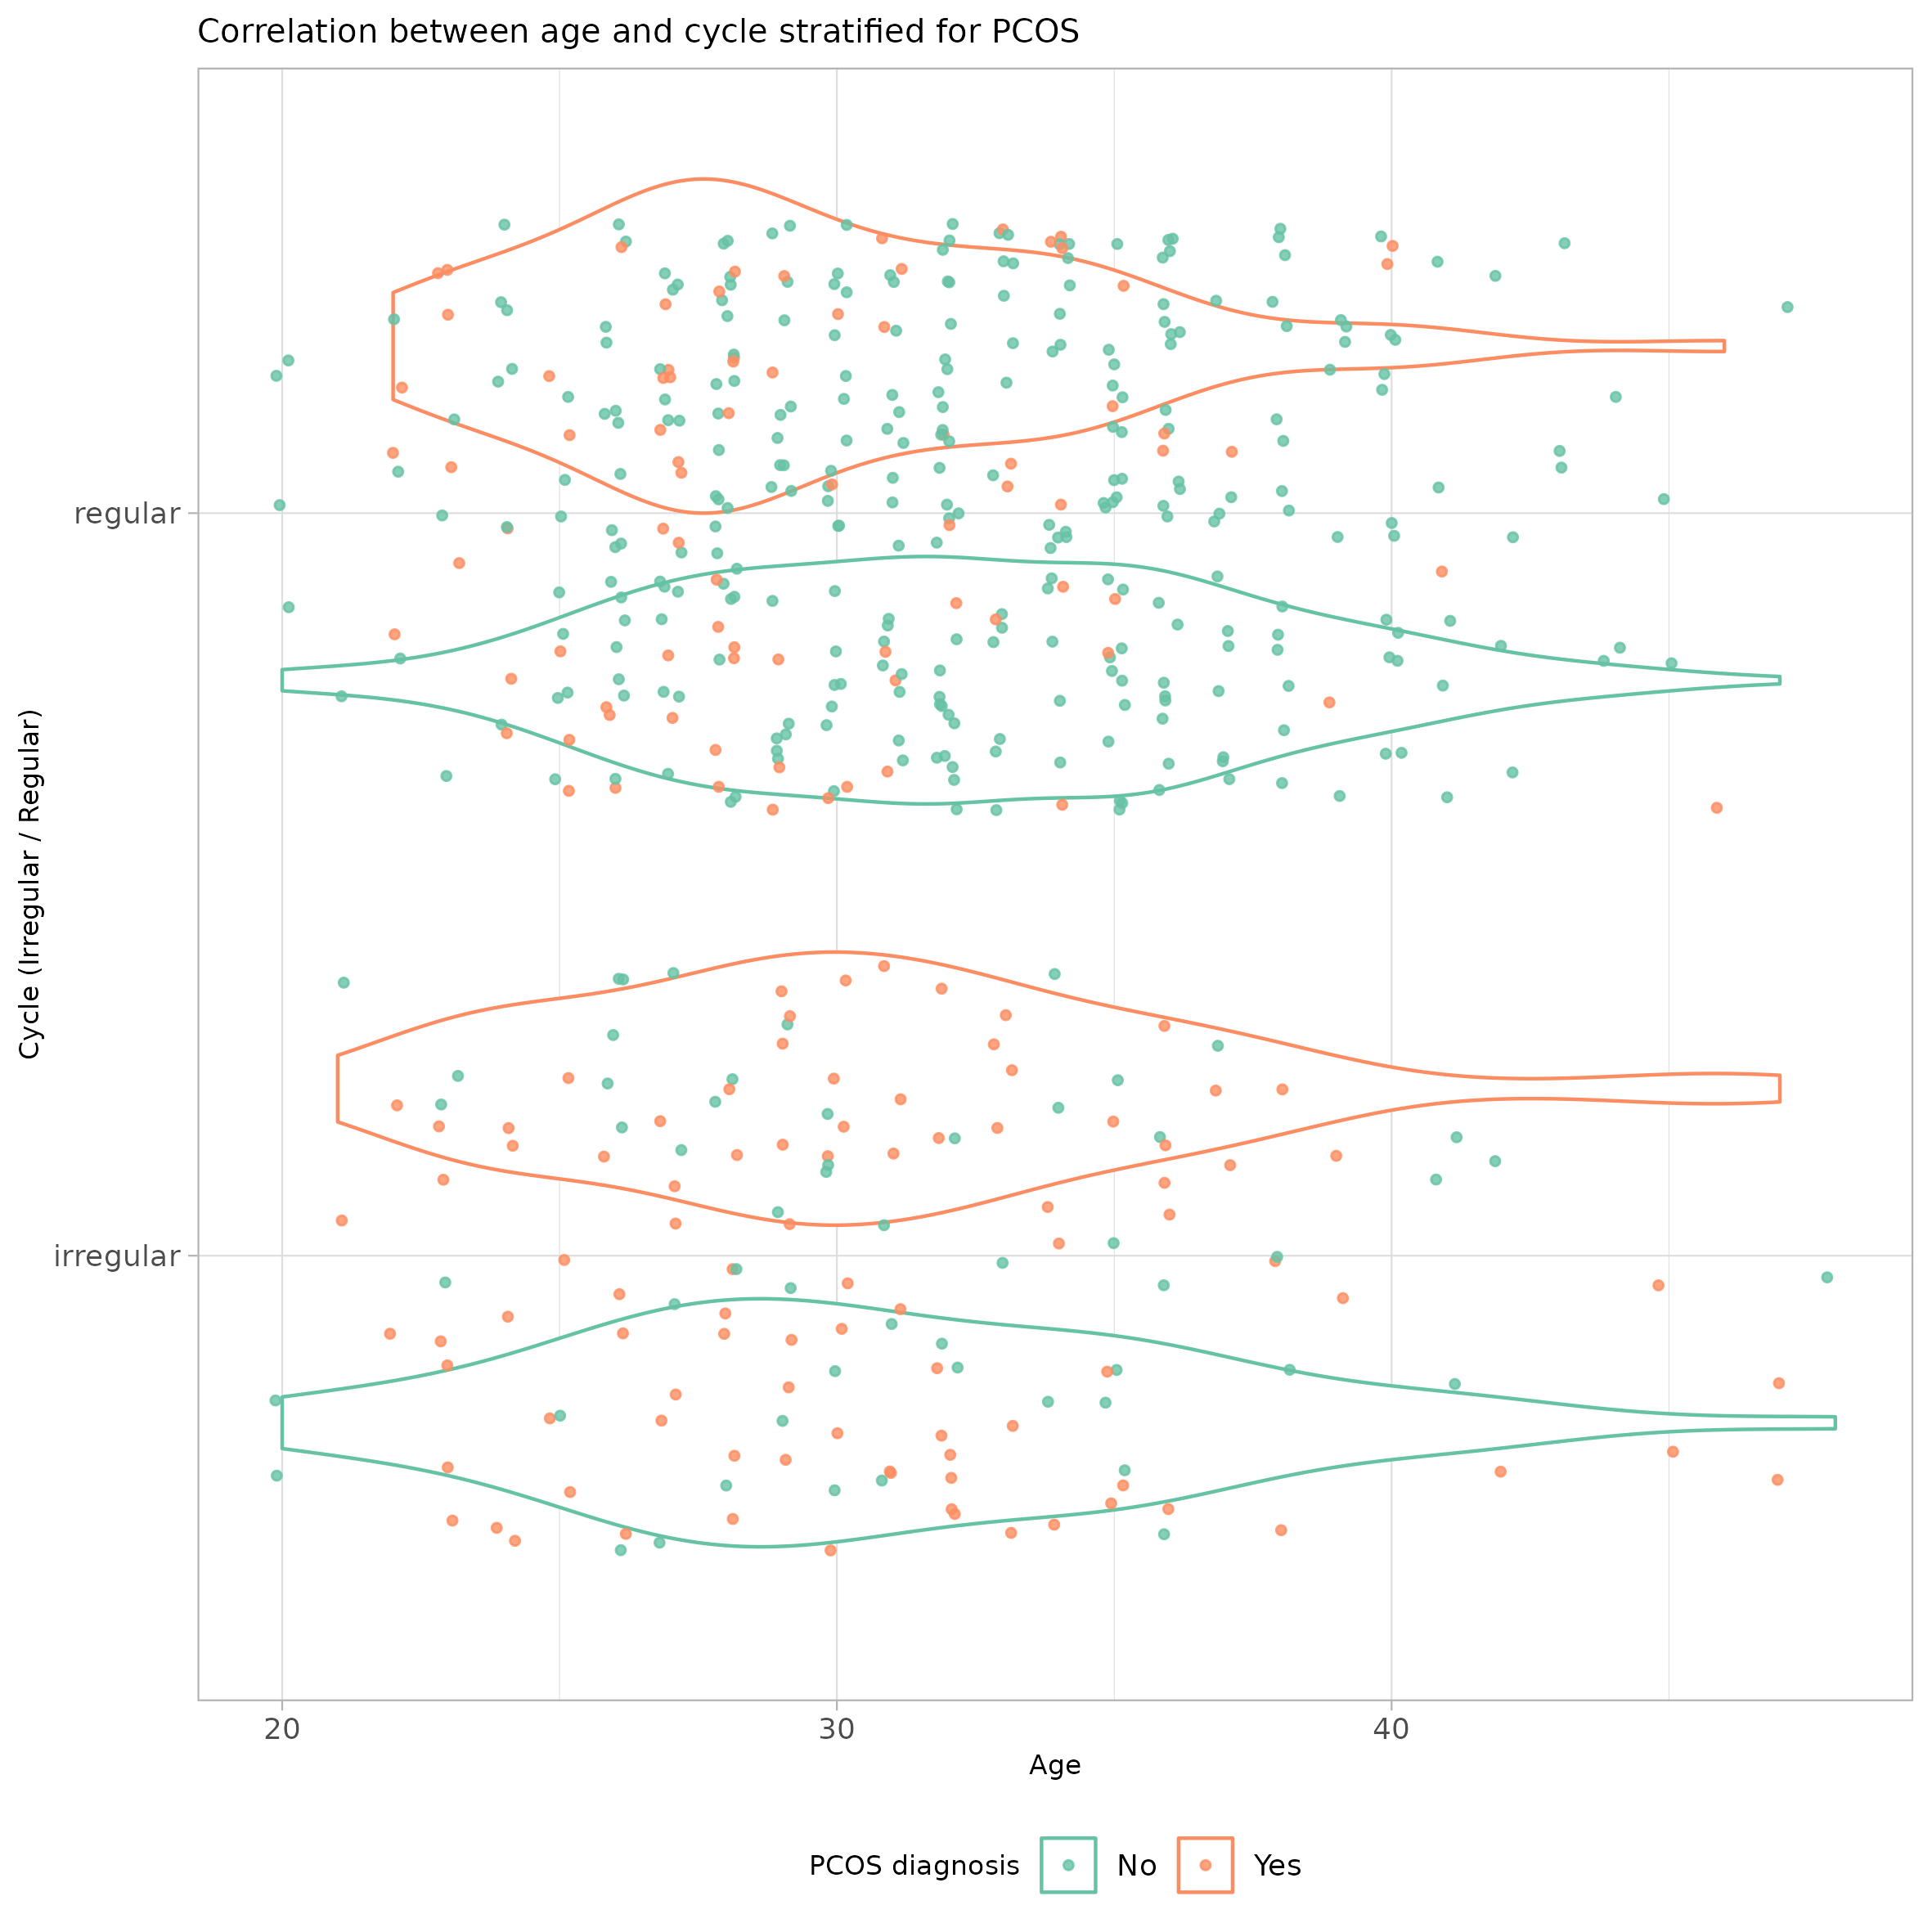 Correlation between age and cycle stratified for PCOS
Cycle (Irregular / Regular)
regular
irregular
20 30 40
Age
PCOS diagnosis No Yes